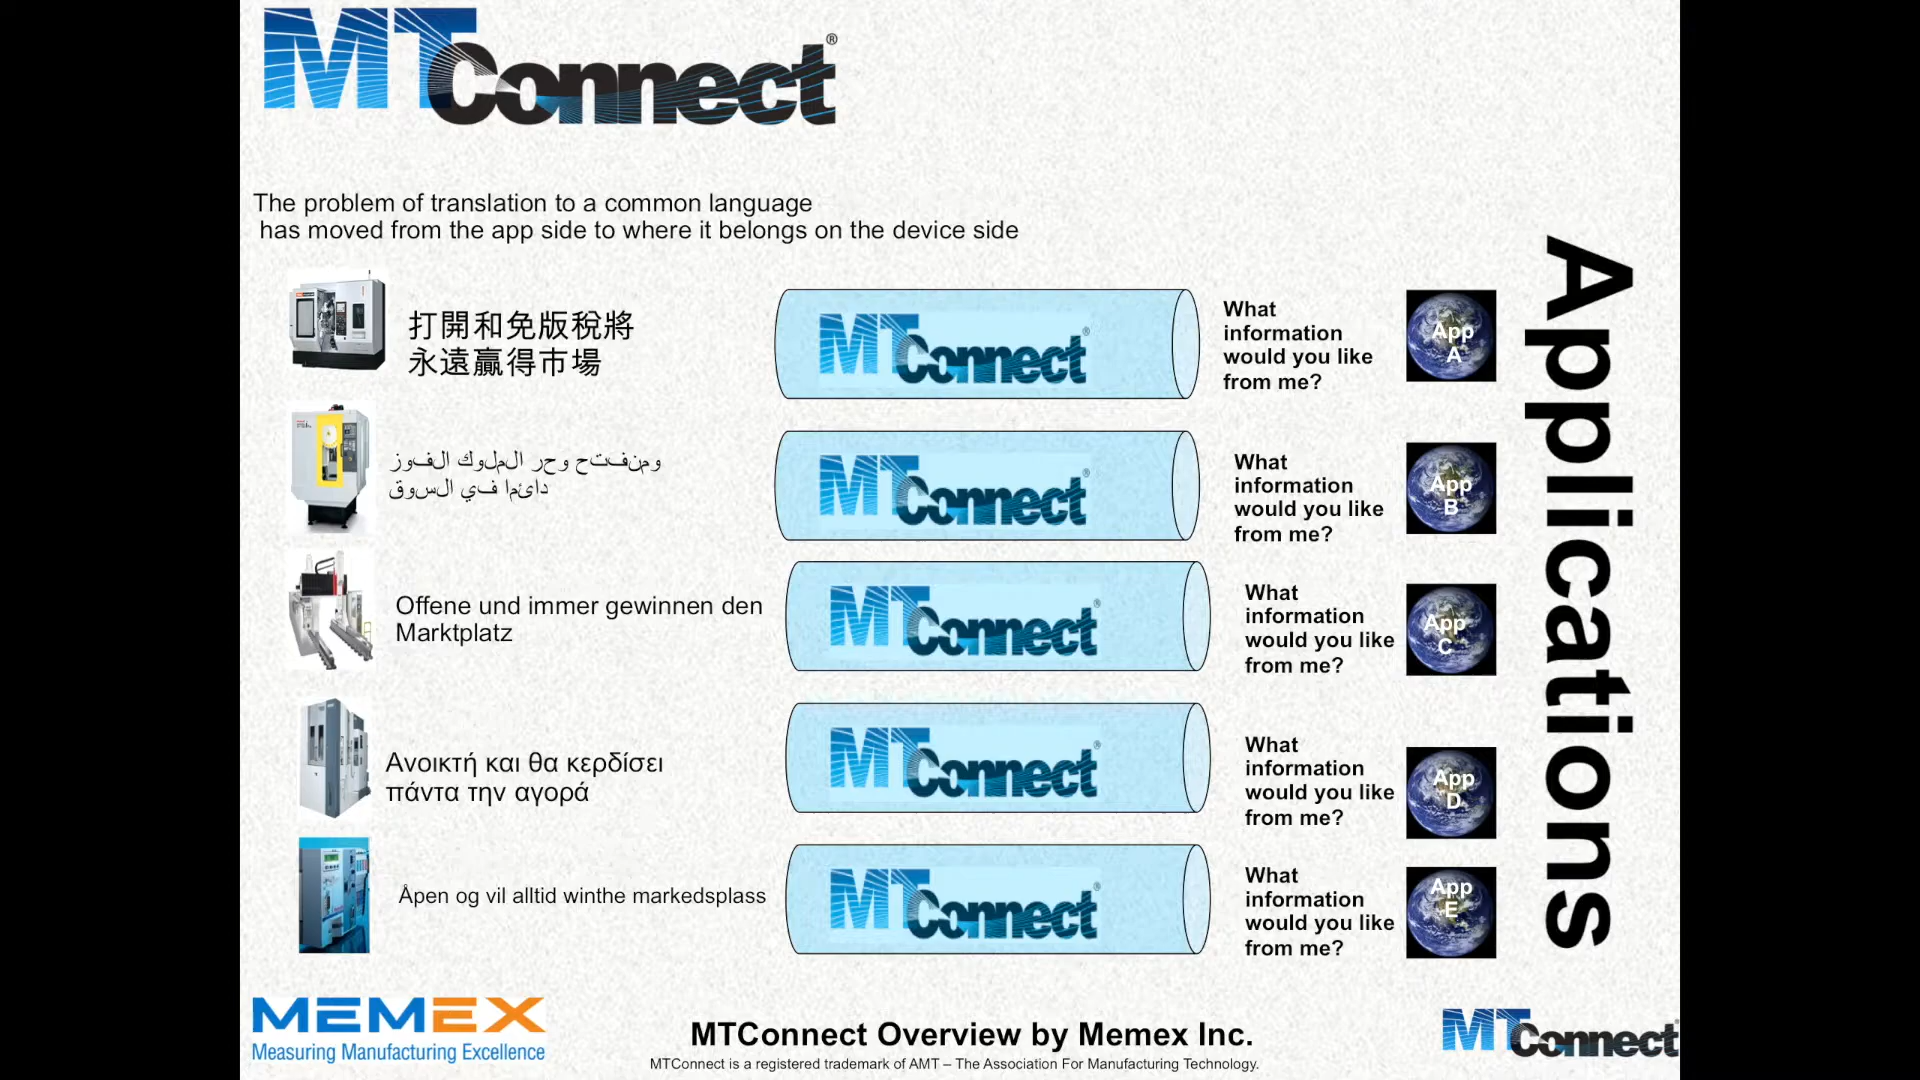 MTConnect®
The problem of translation to a common language
has moved from the app side to where it belongs on the device side
打開和免版稅將
永遠贏得市場
MTConnect®
What
information
would you like
from me?
App
A
ومنفتح وحر الملوك الفوز
دائما في السوق
MTConnect®
What
information
would you like
from me?
App
B
Offene und immer gewinnen den
Marktplatz
MTConnect®
What
information
would you like
from me?
App
C
Ανοικτή και θα κερδίσει
πάντα την αγορά
MTConnect®
What
information
would you like
from me?
App
D
Åpen og vil alltid winthe markedsplass
MTConnect®
What
information
would you like
from me?
App
E
Applications
MEMEX
Measuring Manufacturing Excellence
MTConnect Overview by Memex Inc.
MTConnect is a registered trademark of AMT – The Association For Manufacturing Technology.
MTConnect®